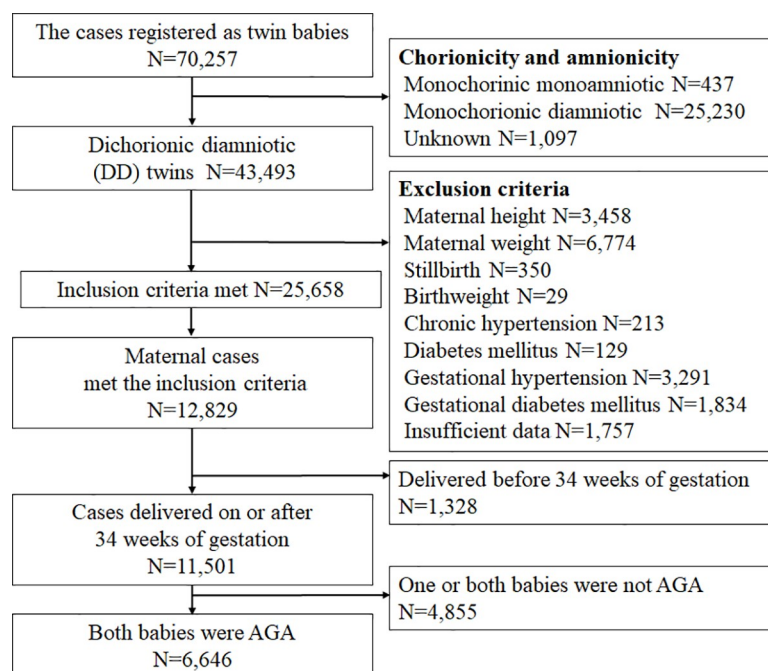 The cases registered as twin babies
N=70,257
Chorionicity and amnionicity
Monochorinic monoamniotic N=437
Monochorionic diamniotic N=25,230
Unknown N=1,097
Dichorionic diamniotic
(DD) twins N=43,493
Exclusion criteria
Maternal height N=3,458
Maternal weight N=6,774
Stillbirth N=350
Birthweight N=29
Chronic hypertension N=213
Diabetes mellitus N=129
Gestational hypertension N=3,291
Gestational diabetes mellitus N=1,834
Insufficient data N=1,757
Inclusion criteria met N=25,658
Maternal cases
met the inclusion criteria
N=12,829
Delivered before 34 weeks of gestation
N=1,328
Cases delivered on or after
34 weeks of gestation
N=11,501
One or both babies were not AGA
N=4,855
Both babies were AGA
N=6,646